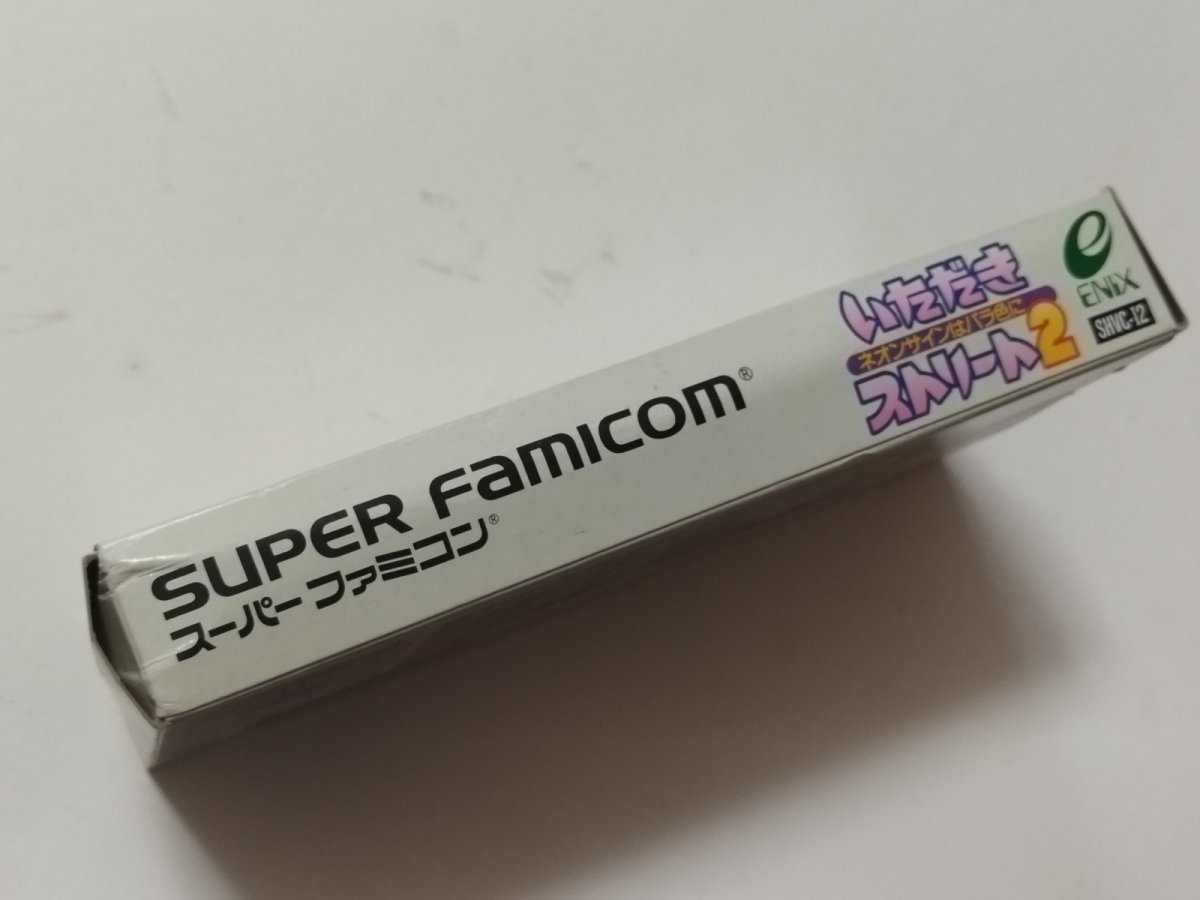 SUPER Famicom®
スーパーファミコン®
いただき
ネオンサインはバラ色に
ストリート2
e
ENIX
SHVC-I2